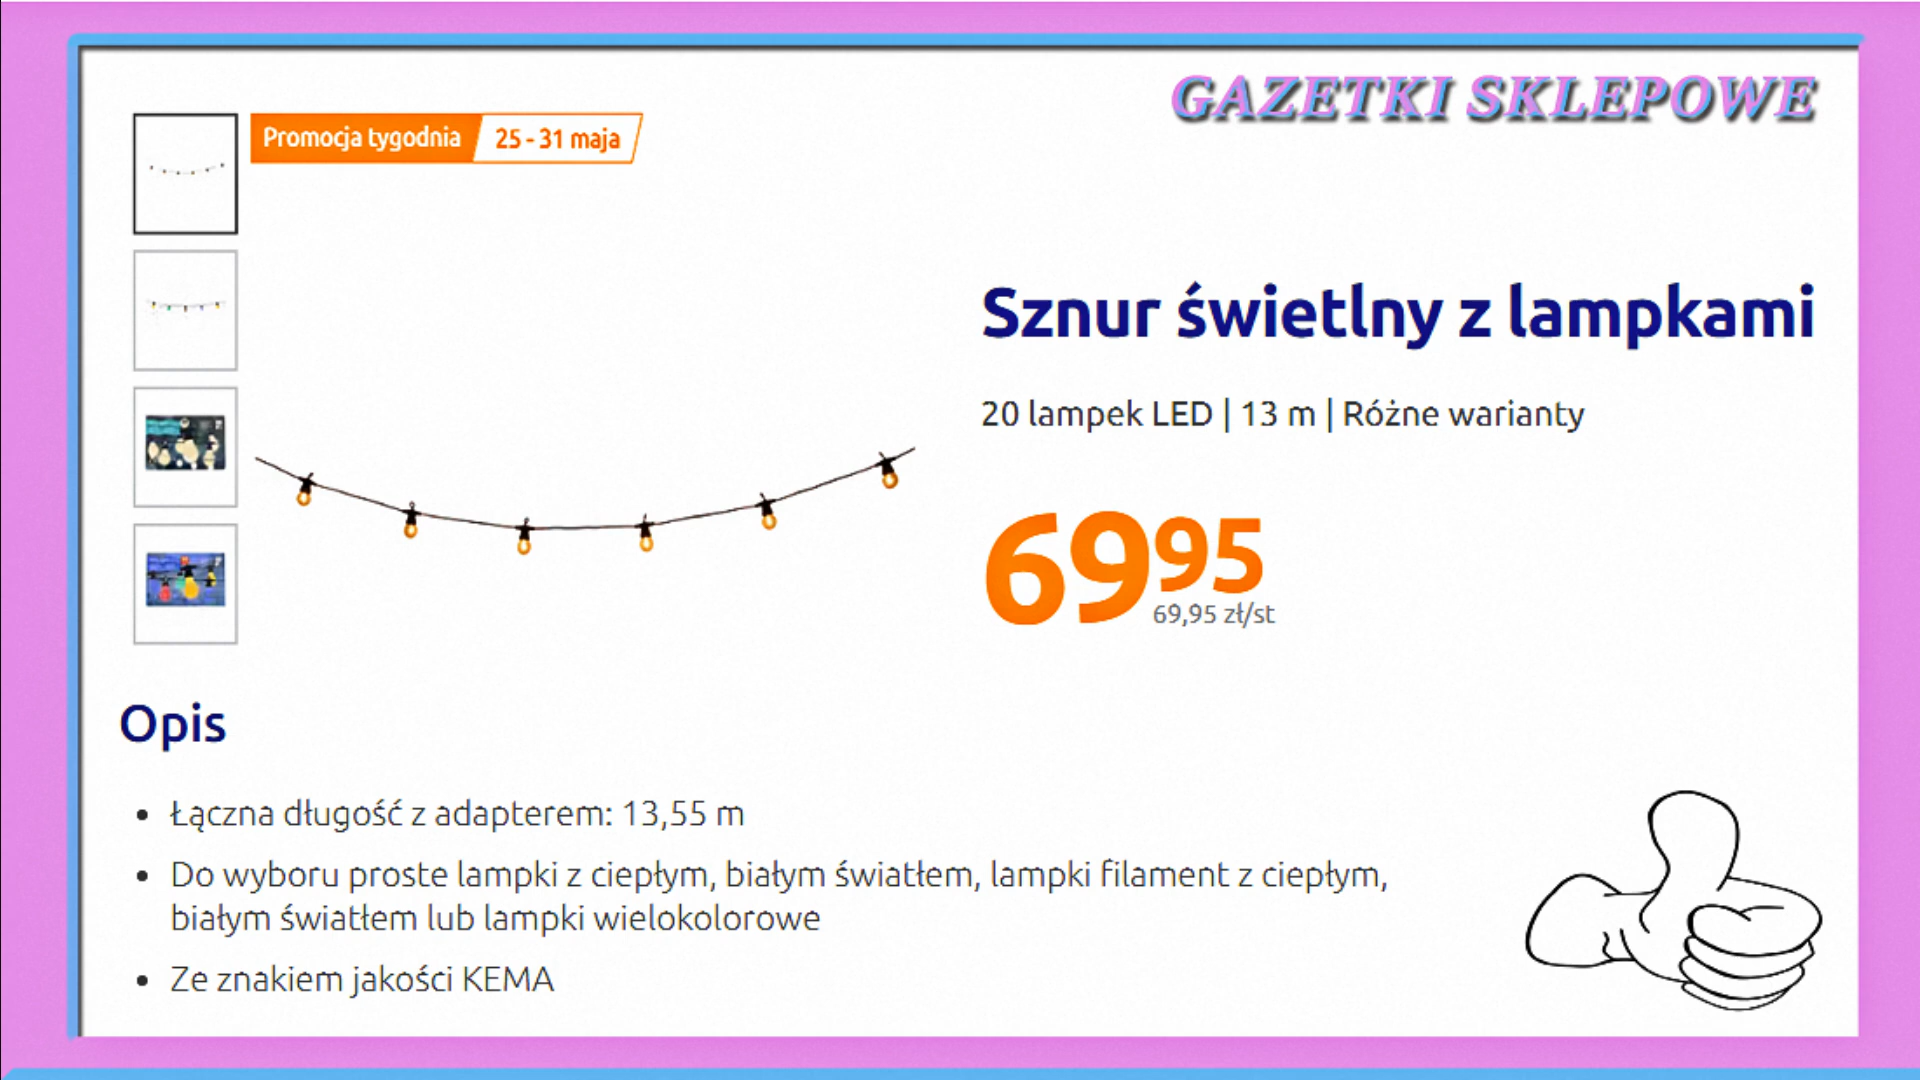 GAZETKI SKLEPOWE
Promocja tygodnia 25 - 31 maja
Sznur świetlny z lampkami
20 lampek LED | 13 m | Różne warianty
6995
69,95 zł/st
Opis
• Łączna długość z adapterem: 13,55 m
• Do wyboru proste lampki z ciepłym, białym światłem, lampki filament z ciepłym,
białym światłem lub lampki wielokolorowe
• Ze znakiem jakości KEMA